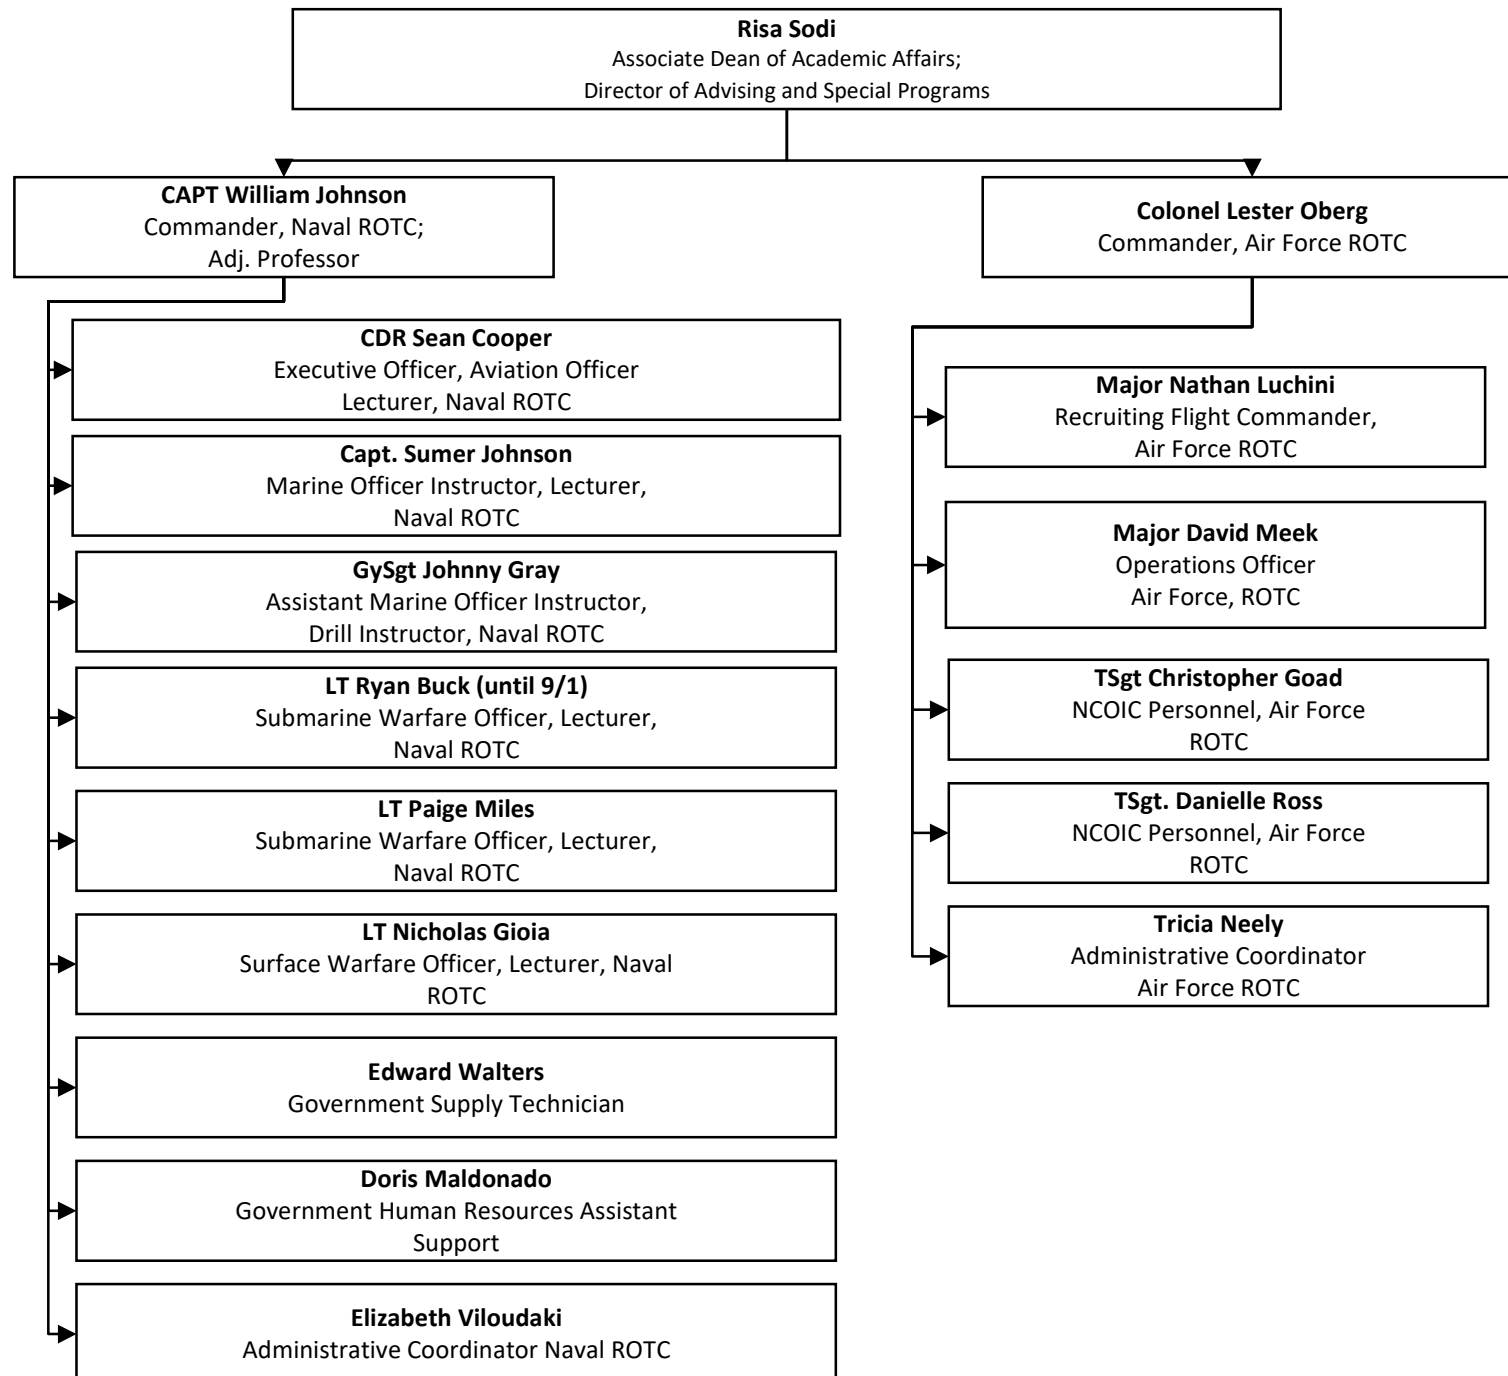 Risa Sodi
Associate Dean of Academic Affairs;
Director of Advising and Special Programs
CAPT William Johnson
Commander, Naval ROTC;
Adj. Professor
CDR Sean Cooper
Executive Officer, Aviation Officer
Lecturer, Naval ROTC
Capt. Sumer Johnson
Marine Officer Instructor, Lecturer,
Naval ROTC
GySgt Johnny Gray
Assistant Marine Officer Instructor,
Drill Instructor, Naval ROTC
LT Ryan Buck (until 9/1)
Submarine Warfare Officer, Lecturer,
Naval ROTC
LT Paige Miles
Submarine Warfare Officer, Lecturer,
Naval ROTC
LT Nicholas Gioia
Surface Warfare Officer, Lecturer, Naval
ROTC
Edward Walters
Government Supply Technician
Doris Maldonado
Government Human Resources Assistant
Support
Elizabeth Viloudaki
Administrative Coordinator Naval ROTC
Colonel Lester Oberg
Commander, Air Force ROTC
Major Nathan Luchini
Recruiting Flight Commander,
Air Force ROTC
Major David Meek
Operations Officer
Air Force, ROTC
TSgt Christopher Goad
NCOIC Personnel, Air Force
ROTC
TSgt. Danielle Ross
NCOIC Personnel, Air Force
ROTC
Tricia Neely
Administrative Coordinator
Air Force ROTC